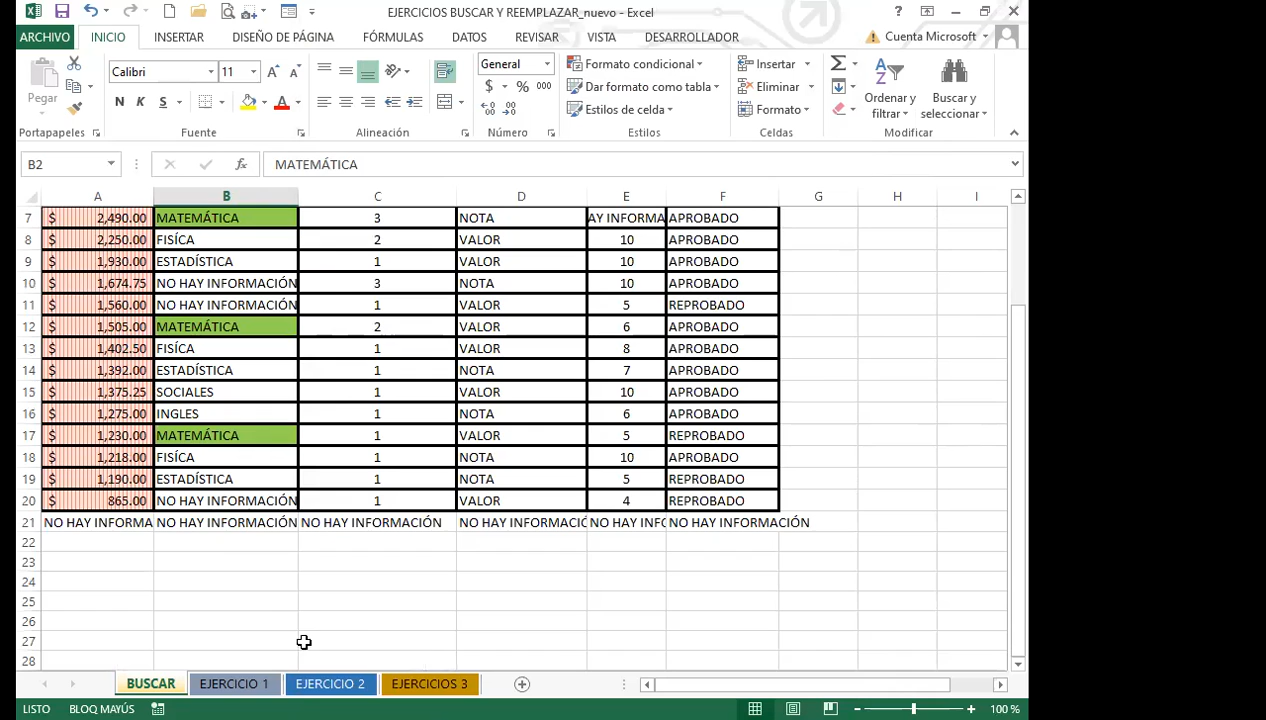 EJERCICIOS BUSCAR Y REEMPLAZAR_nuevo - Excel
ARCHIVO INICIO INSERTAR DISEÑO DE PÁGINA FÓRMULAS DATOS REVISAR VISTA DESARROLLADOR Cuenta Microsoft
Calibri 11 General Formato condicional Insertar
Pegar N K S $ % 000 Dar formato como tabla Eliminar Ordenar y Buscar y
Estilos de celda Formato filtrar seleccionar
Portapapeles Fuente Alineación Número Estilos Celdas Modificar
B2 fx MATEMÁTICA
A B C D E F G H I
7 $ 2,490.00 MATEMÁTICA 3 NOTA AY INFORMA APROBADO
8 $ 2,250.00 FISÍCA 2 VALOR 10 APROBADO
9 $ 1,930.00 ESTADÍSTICA 1 VALOR 10 APROBADO
10 $ 1,674.75 NO HAY INFORMACIÓN 3 NOTA 10 APROBADO
11 $ 1,560.00 NO HAY INFORMACIÓN 1 VALOR 5 REPROBADO
12 $ 1,505.00 MATEMÁTICA 2 VALOR 6 APROBADO
13 $ 1,402.50 FISÍCA 1 VALOR 8 APROBADO
14 $ 1,392.00 ESTADÍSTICA 1 NOTA 7 APROBADO
15 $ 1,375.25 SOCIALES 1 VALOR 10 APROBADO
16 $ 1,275.00 INGLES 1 NOTA 6 APROBADO
17 $ 1,230.00 MATEMÁTICA 1 VALOR 5 REPROBADO
18 $ 1,218.00 FISÍCA 1 NOTA 10 APROBADO
19 $ 1,190.00 ESTADÍSTICA 1 NOTA 5 REPROBADO
20 $ 865.00 NO HAY INFORMACIÓN 1 VALOR 4 REPROBADO
21 NO HAY INFORMA NO HAY INFORMACIÓN NO HAY INFORMACIÓN NO HAY INFORMACIÓ NO HAY INFO NO HAY INFORMACIÓN
22
23
24
25
26
27
28
BUSCAR EJERCICIO 1 EJERCICIO 2 EJERCICIOS 3
LISTO BLOQ MAYÚS 100 %